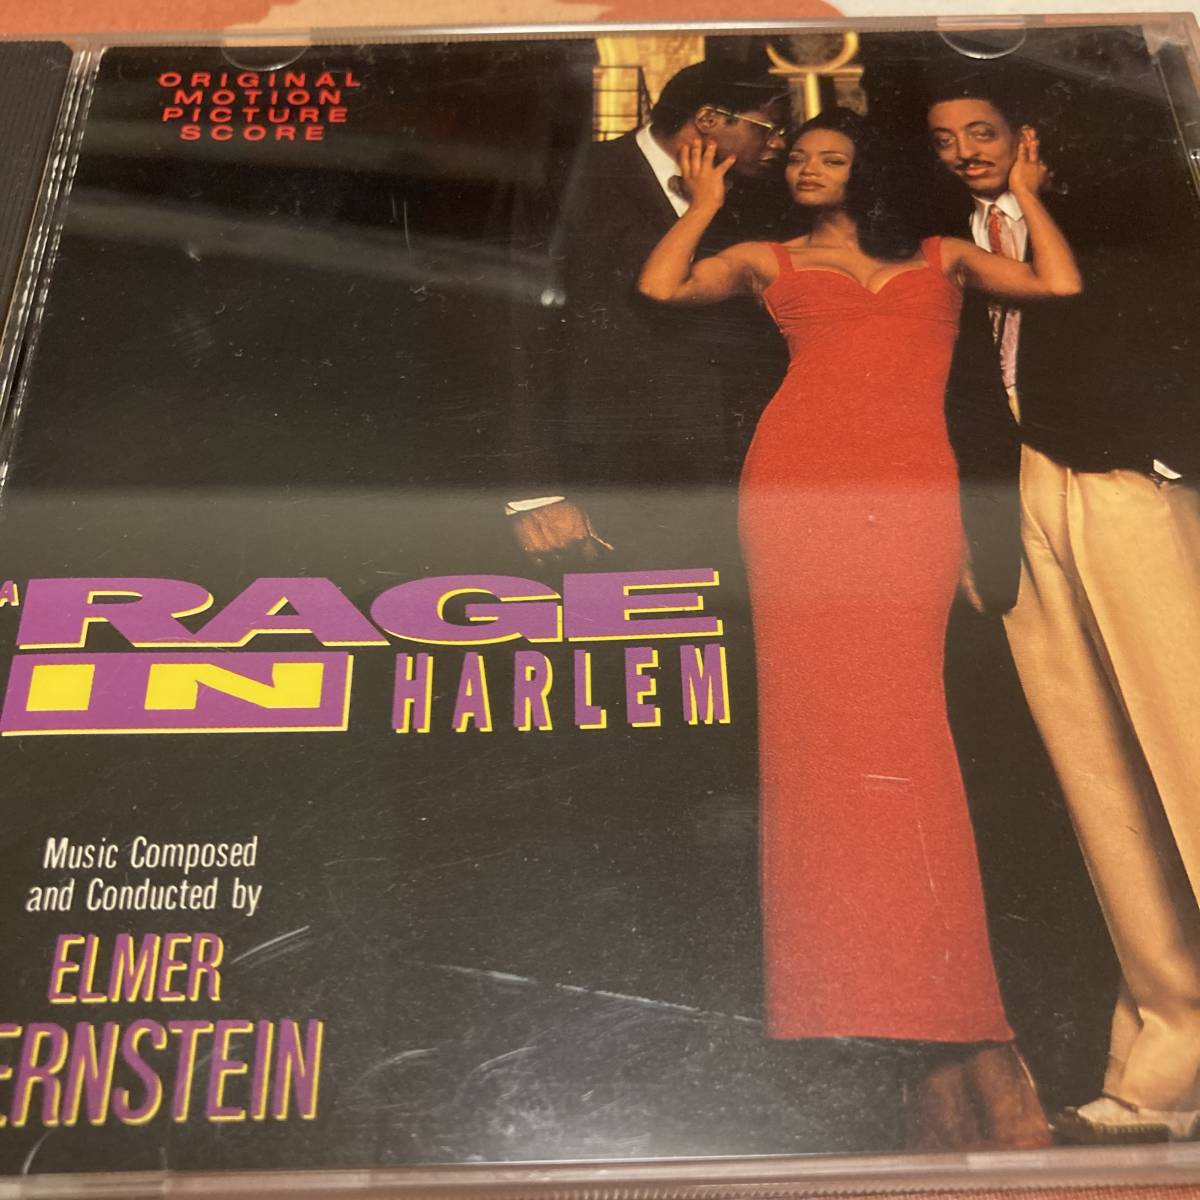 ORIGINAL
MOTION
PICTURE
SCORE
A RAGE
IN HARLEM
Music Composed
and Conducted by
ELMER
ERNSTEIN